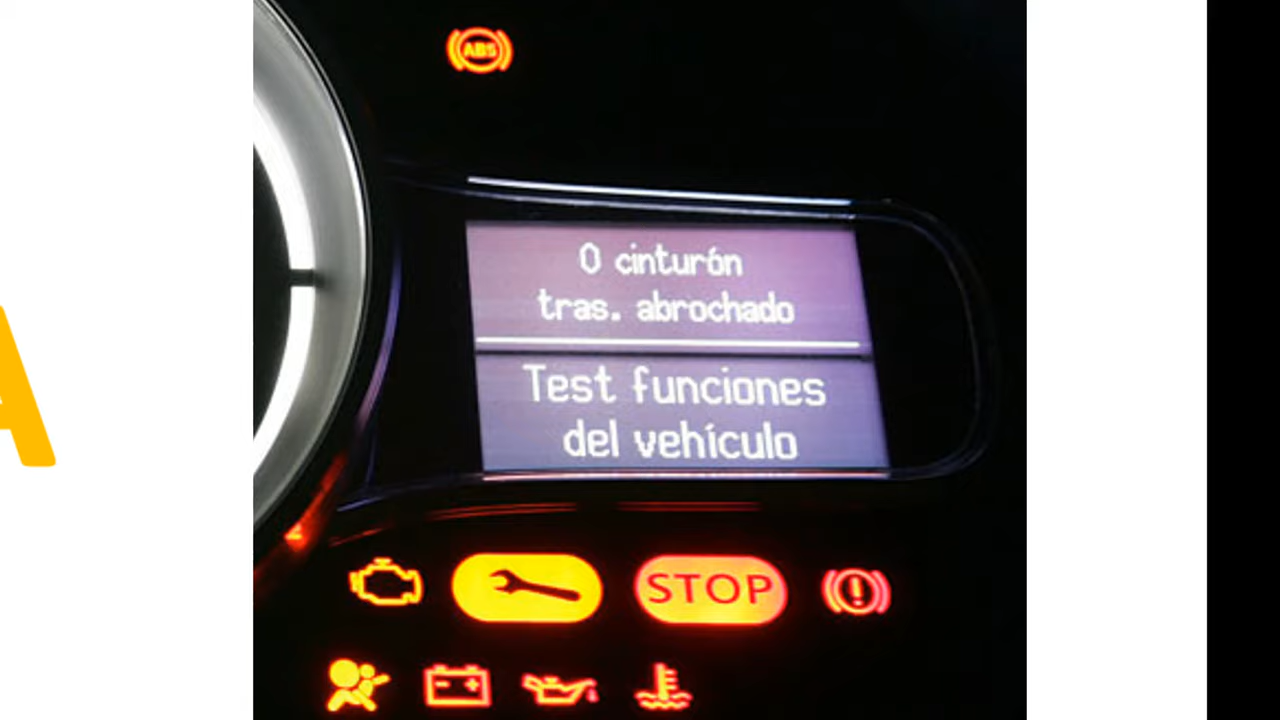 ABS
0 cinturón
tras. abrochado
Test funciones
del vehículo
STOP
A